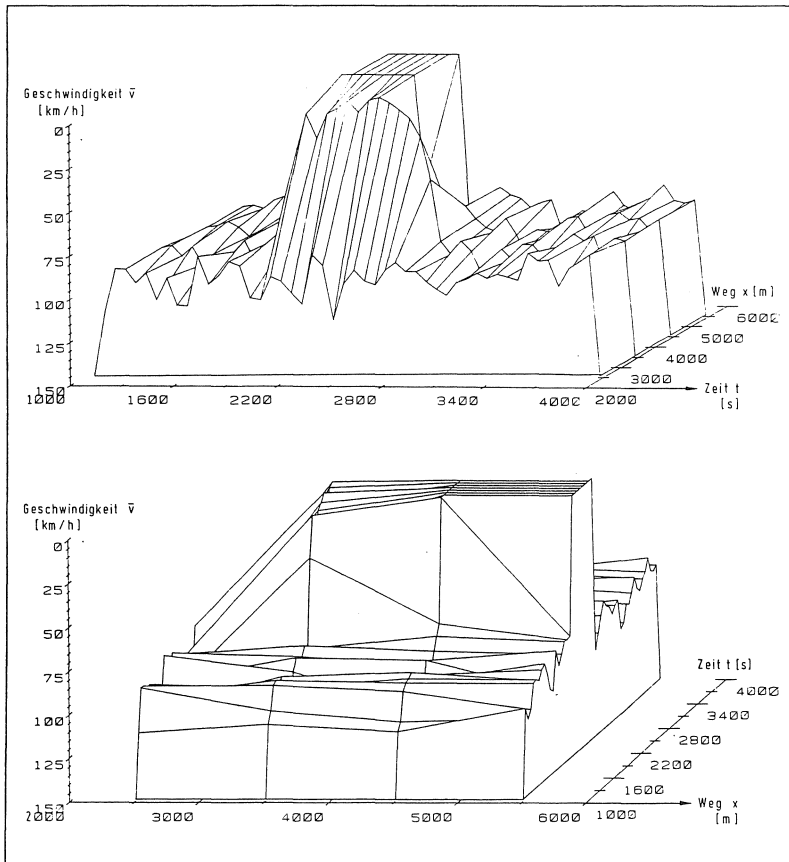 Geschwindigkeit v̄
[km/h]
0
25
50
75
100
125
150
1000 1600 2200 2800 3400 4000
Weg x [m]
6000
5000
4000
3000
2000
Zeit t
[s]
Geschwindigkeit v̄
[km/h]
0
25
50
75
100
125
150
2000 3000 4000 5000 6000
Zeit t [s]
4000
3400
2800
2200
1600
1000
Weg x
[m]